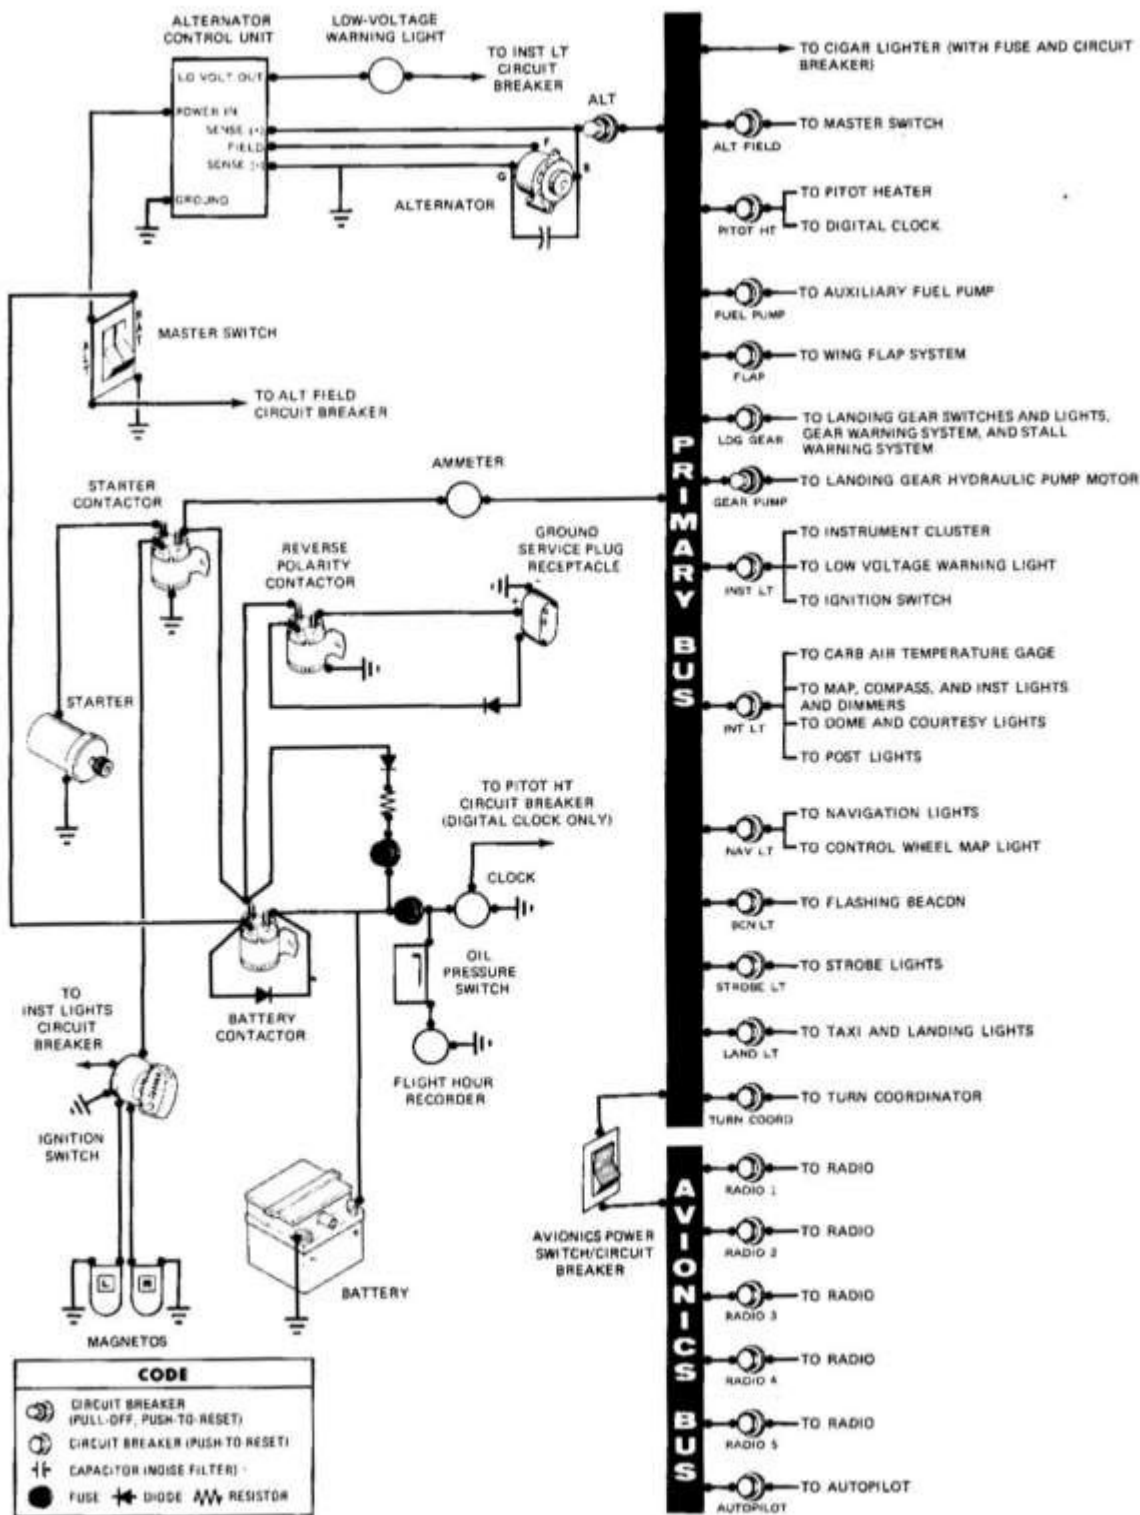 ALTERNATOR
CONTROL UNIT
LOW-VOLTAGE
WARNING LIGHT
LO VOLT OUT
POWER IN
SENSE (+)
FIELD
SENSE (-)
GROUND
TO INST LT
CIRCUIT
BREAKER
ALT
F
G
B
ALTERNATOR
BAT
ALT
MASTER SWITCH
TO ALT FIELD
CIRCUIT BREAKER
AMMETER
STARTER
CONTACTOR
REVERSE
POLARITY
CONTACTOR
GROUND
SERVICE PLUG
RECEPTACLE
+
STARTER
TO PITOT HT
CIRCUIT BREAKER
(DIGITAL CLOCK ONLY)
CLOCK
OIL
PRESSURE
SWITCH
BATTERY
CONTACTOR
FLIGHT HOUR
RECORDER
TO
INST LIGHTS
CIRCUIT
BREAKER
IGNITION
SWITCH
L
R
MAGNETOS
BATTERY
AVIONICS POWER
SWITCH/CIRCUIT
BREAKER
PRIMARY BUS
TO CIGAR LIGHTER (WITH FUSE AND CIRCUIT
BREAKER)
ALT FIELD
TO MASTER SWITCH
PITOT HT
TO PITOT HEATER
TO DIGITAL CLOCK
FUEL PUMP
TO AUXILIARY FUEL PUMP
FLAP
TO WING FLAP SYSTEM
LDG GEAR
TO LANDING GEAR SWITCHES AND LIGHTS,
GEAR WARNING SYSTEM, AND STALL
WARNING SYSTEM
GEAR PUMP
TO LANDING GEAR HYDRAULIC PUMP MOTOR
INST LT
TO INSTRUMENT CLUSTER
TO LOW VOLTAGE WARNING LIGHT
TO IGNITION SWITCH
INT LT
TO CARB AIR TEMPERATURE GAGE
TO MAP, COMPASS, AND INST LIGHTS
AND DIMMERS
TO DOME AND COURTESY LIGHTS
TO POST LIGHTS
NAV LT
TO NAVIGATION LIGHTS
TO CONTROL WHEEL MAP LIGHT
BCN LT
TO FLASHING BEACON
STROBE LT
TO STROBE LIGHTS
LAND LT
TO TAXI AND LANDING LIGHTS
TURN COORD
TO TURN COORDINATOR
AVIONICS BUS
RADIO 1
TO RADIO
RADIO 2
TO RADIO
RADIO 3
TO RADIO
RADIO 4
TO RADIO
RADIO 5
TO RADIO
AUTOPILOT
TO AUTOPILOT
CODE
CIRCUIT BREAKER
(PULL-OFF, PUSH-TO-RESET)
CIRCUIT BREAKER (PUSH-TO-RESET)
CAPACITOR (NOISE FILTER)
FUSE DIODE RESISTOR